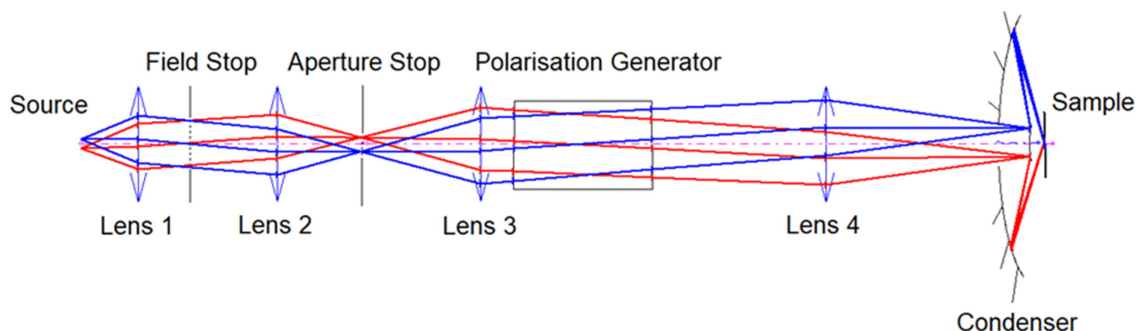 Field Stop
Aperture Stop
Polarisation Generator
Source
Sample
Lens 1
Lens 2
Lens 3
Lens 4
Condenser